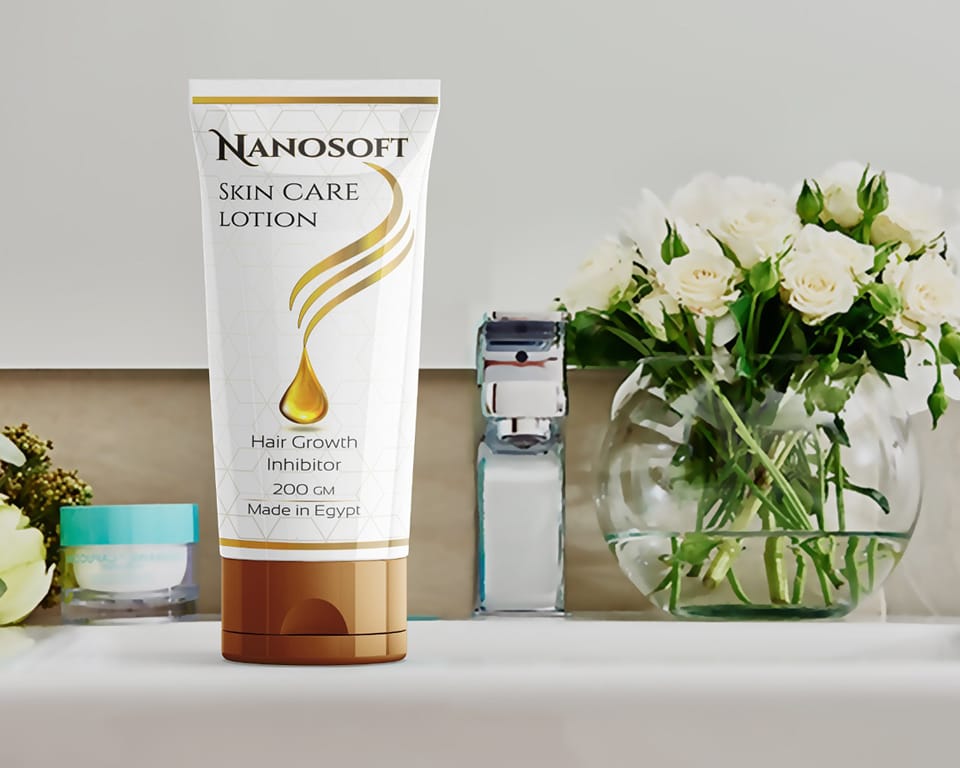 NANOSOFT
SKIN CARE
LOTION
Hair Growth
Inhibitor
200 GM
Made in Egypt